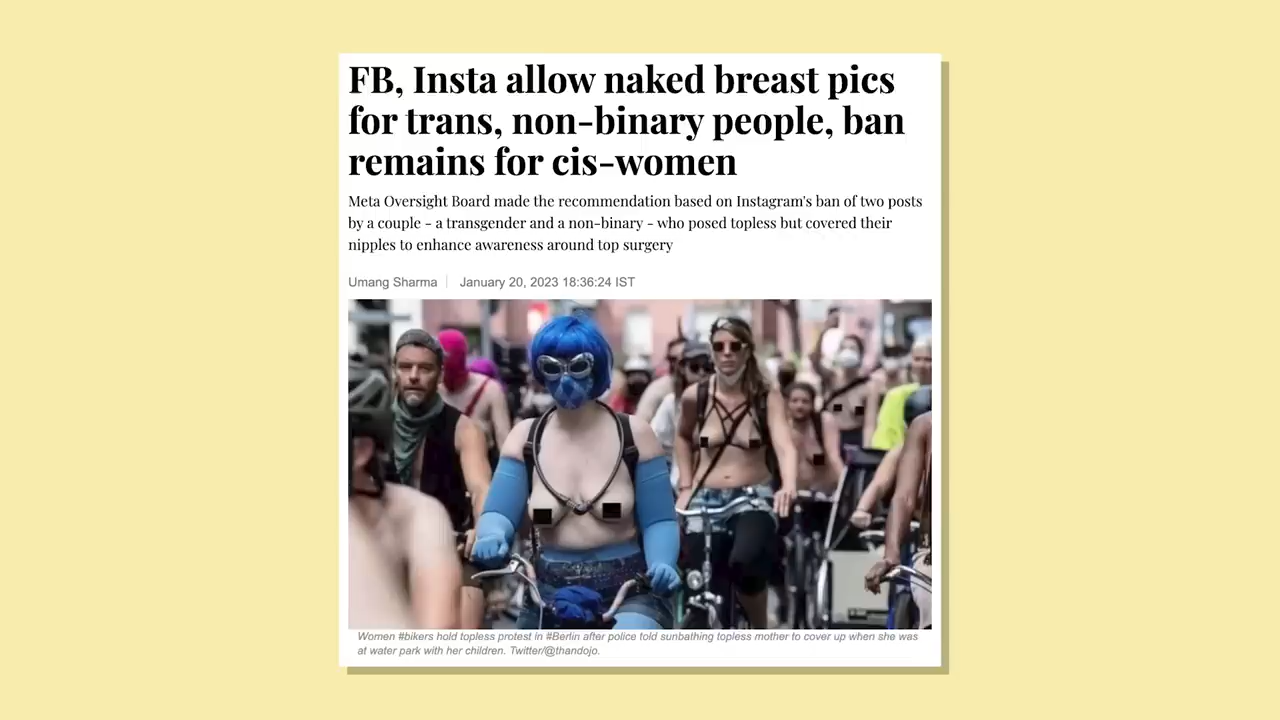 FB, Insta allow naked breast pics
for trans, non-binary people, ban
remains for cis-women
Meta Oversight Board made the recommendation based on Instagram's ban of two posts
by a couple - a transgender and a non-binary - who posed topless but covered their
nipples to enhance awareness around top surgery
Umang Sharma | January 20, 2023 18:36:24 IST
Women #bikers hold topless protest in #Berlin after police told sunbathing topless mother to cover up when she was
at water park with her children. Twitter/@thandojo.